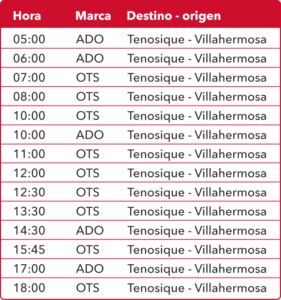 Hora Marca Destino - origen
05:00 ADO Tenosique - Villahermosa
06:00 ADO Tenosique - Villahermosa
07:00 OTS Tenosique - Villahermosa
08:00 OTS Tenosique - Villahermosa
10:00 OTS Tenosique - Villahermosa
10:00 ADO Tenosique - Villahermosa
11:00 OTS Tenosique - Villahermosa
12:00 OTS Tenosique - Villahermosa
12:30 OTS Tenosique - Villahermosa
13:30 OTS Tenosique - Villahermosa
14:30 ADO Tenosique - Villahermosa
15:45 OTS Tenosique - Villahermosa
17:00 ADO Tenosique - Villahermosa
18:00 OTS Tenosique - Villahermosa